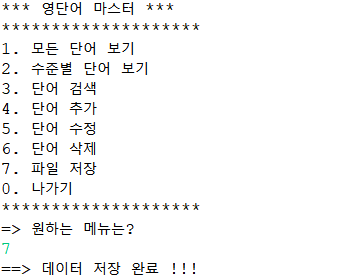 *** 영단어 마스터 ***
********************
1. 모든 단어 보기
2. 수준별 단어 보기
3. 단어 검색
4. 단어 추가
5. 단어 수정
6. 단어 삭제
7. 파일 저장
0. 나가기
********************
=> 원하는 메뉴는?
7
==> 데이터 저장 완료 !!!